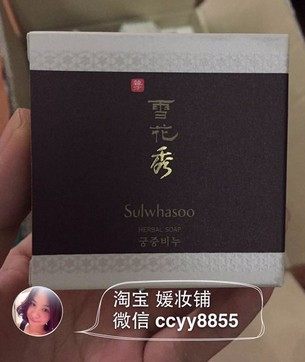 雪
花
秀
Sulwhasoo
HERBAL SOAP
궁중비누
淘宝 媛妆铺
微信 ccyy8855